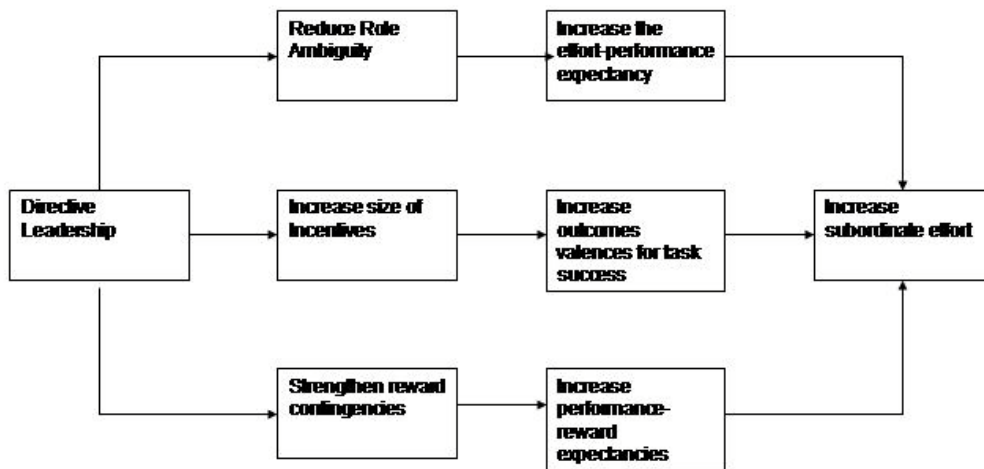 Reduce Role
Ambiguity
Increase the
effort-performance
expectancy
Directive
Leadership
Increase size of
Incentives
Increase
outcomes
valences for task
success
Increase
subordinate effort
Strengthen reward
contingencies
Increase
performance-
reward
expectancies